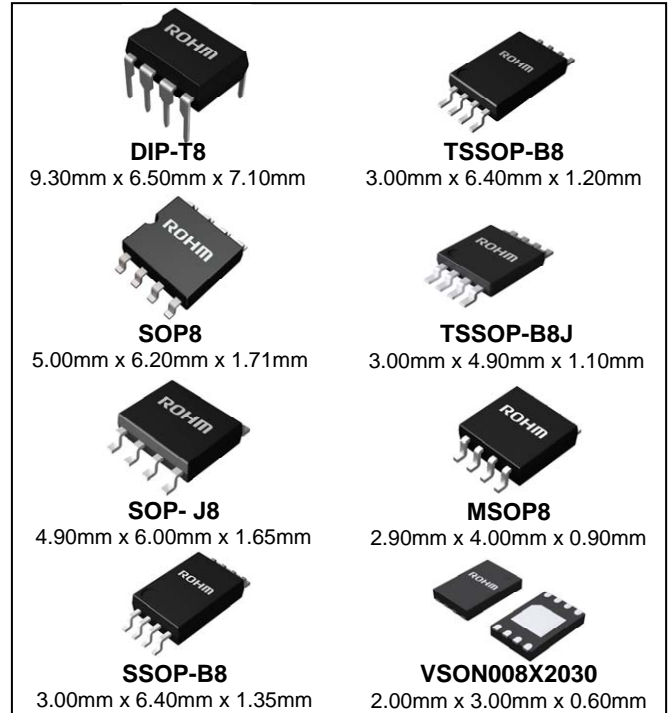 ROHM
DIP-T8
9.30mm x 6.50mm x 7.10mm
ROHM
TSSOP-B8
3.00mm x 6.40mm x 1.20mm
ROHM
SOP8
5.00mm x 6.20mm x 1.71mm
ROHM
TSSOP-B8J
3.00mm x 4.90mm x 1.10mm
ROHM
SOP- J8
4.90mm x 6.00mm x 1.65mm
ROHM
MSOP8
2.90mm x 4.00mm x 0.90mm
ROHM
SSOP-B8
3.00mm x 6.40mm x 1.35mm
ROHM
VSON008X2030
2.00mm x 3.00mm x 0.60mm